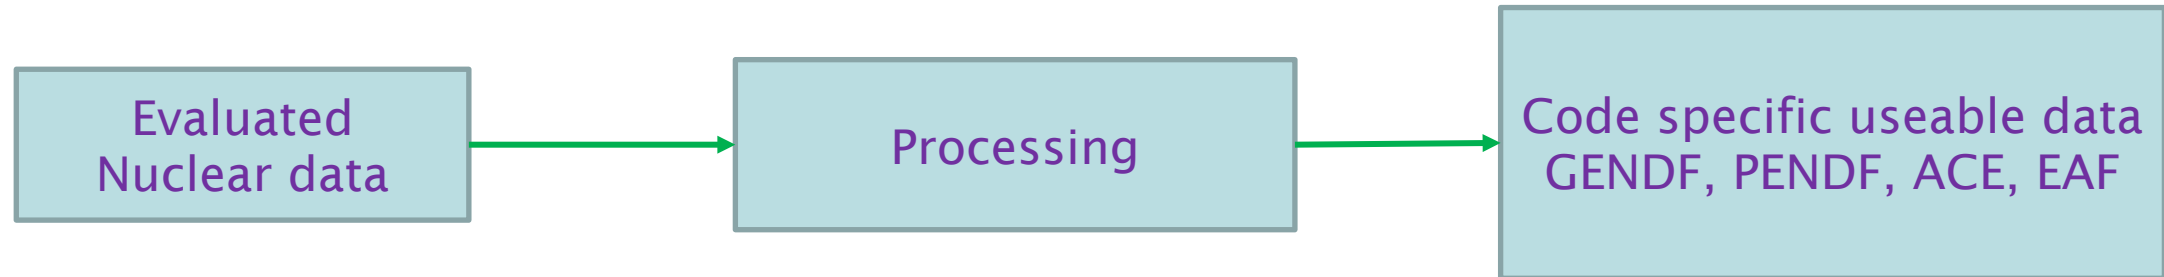 Evaluated
Nuclear data
Processing
Code specific useable data
GENDF, PENDF, ACE, EAF